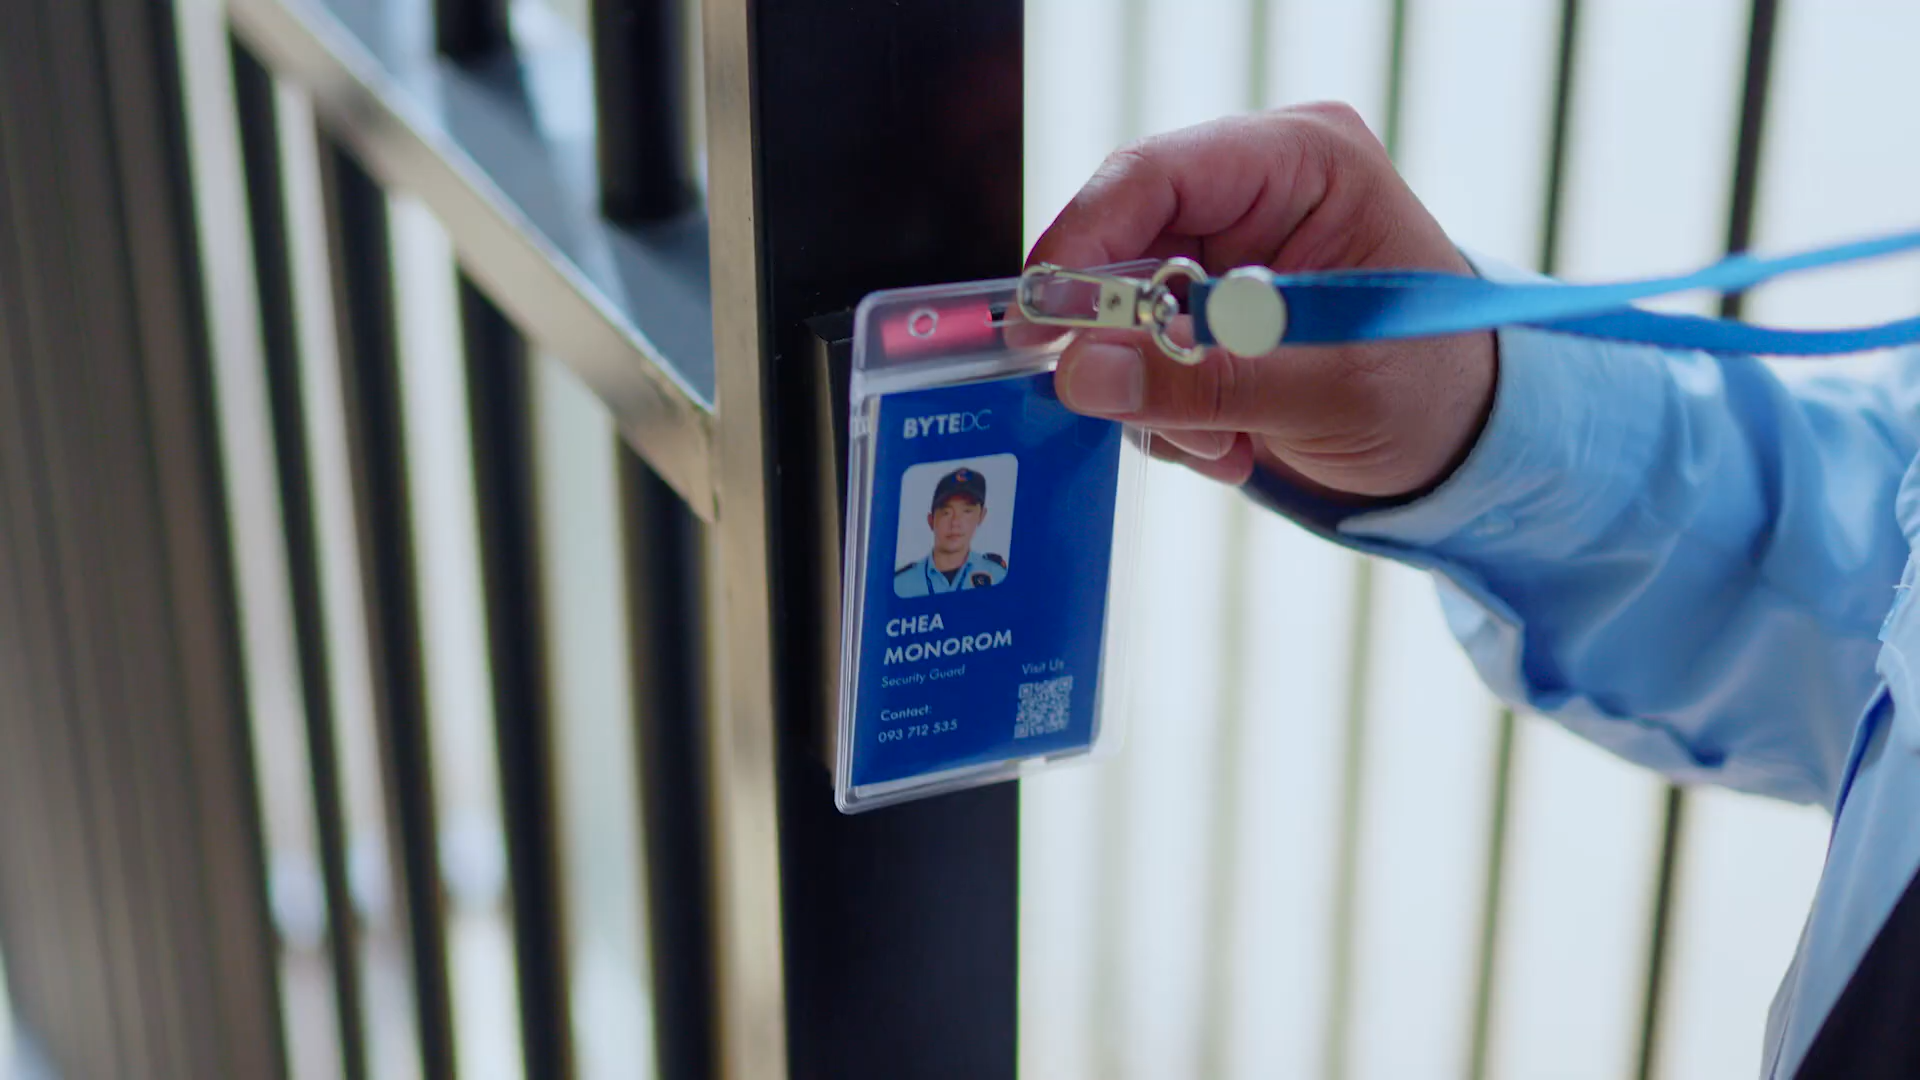 BYTEDC
CHEA
MONOROM
Security Guard
Visit Us
Contact:
093 712 535